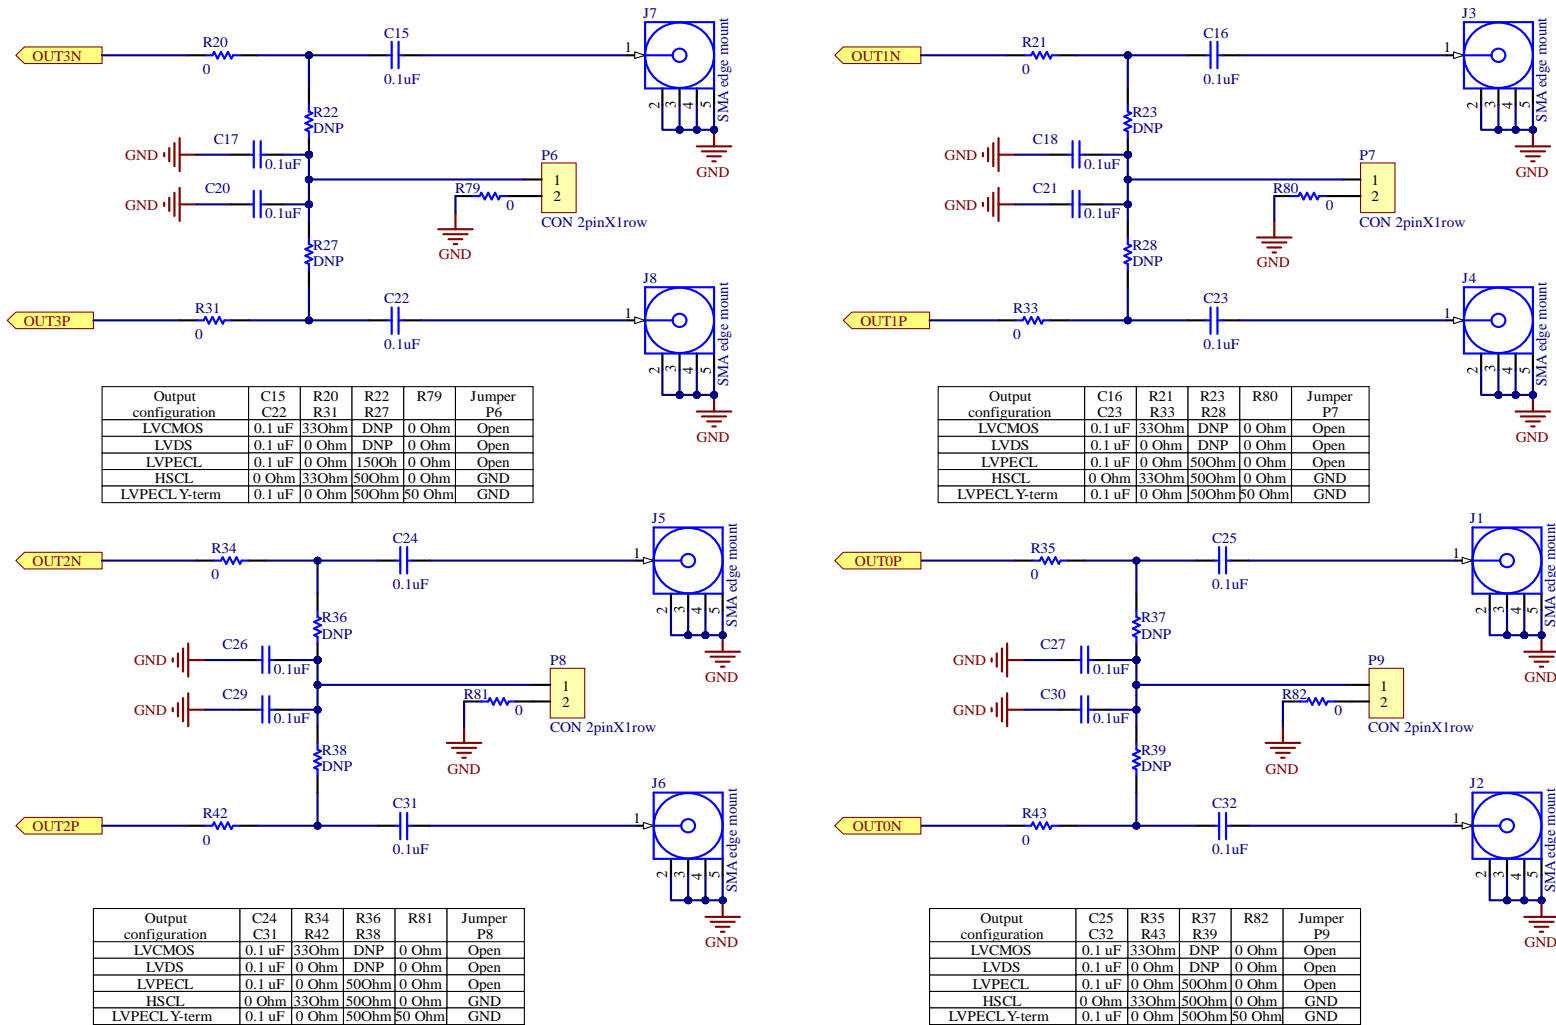 J7
C15
R20
OUT3N
0
0.1uF
1
2 3 4 5
SMA edge mount
GND
R22
DNP
C17
GND
0.1uF
C20
GND
0.1uF
P6
1
2
R79
0
CON 2pinX1row
GND
R27
DNP
J8
C22
R31
OUT3P
0
0.1uF
1
2 3 4 5
SMA edge mount
GND
Output configuration C15 C22 R20 R31 R22 R27 R79 Jumper P6
LVCMOS 0.1 uF 33Ohm DNP 0 Ohm Open
LVDS 0.1 uF 0 Ohm DNP 0 Ohm Open
LVPECL 0.1 uF 0 Ohm 150Oh 0 Ohm Open
HSCL 0 Ohm 33Ohm 50Ohm 0 Ohm GND
LVPECL Y-term 0.1 uF 0 Ohm 50Ohm 50 Ohm GND
J3
C16
R21
OUT1N
0
0.1uF
1
2 3 4 5
SMA edge mount
GND
R23
DNP
C18
GND
0.1uF
C21
GND
0.1uF
P7
1
2
R80
0
CON 2pinX1row
GND
R28
DNP
J4
C23
R33
OUT1P
0
0.1uF
1
2 3 4 5
SMA edge mount
GND
Output configuration C16 C23 R21 R33 R23 R28 R80 Jumper P7
LVCMOS 0.1 uF 33Ohm DNP 0 Ohm Open
LVDS 0.1 uF 0 Ohm DNP 0 Ohm Open
LVPECL 0.1 uF 0 Ohm 50Ohm 0 Ohm Open
HSCL 0 Ohm 33Ohm 50Ohm 0 Ohm GND
LVPECL Y-term 0.1 uF 0 Ohm 50Ohm 50 Ohm GND
J5
C24
R34
OUT2N
0
0.1uF
1
2 3 4 5
SMA edge mount
GND
R36
DNP
C26
GND
0.1uF
C29
GND
0.1uF
P8
1
2
R81
0
CON 2pinX1row
GND
R38
DNP
J6
C31
R42
OUT2P
0
0.1uF
1
2 3 4 5
SMA edge mount
GND
Output configuration C24 C31 R34 R42 R36 R38 R81 Jumper P8
LVCMOS 0.1 uF 33Ohm DNP 0 Ohm Open
LVDS 0.1 uF 0 Ohm DNP 0 Ohm Open
LVPECL 0.1 uF 0 Ohm 50Ohm 0 Ohm Open
HSCL 0 Ohm 33Ohm 50Ohm 0 Ohm GND
LVPECL Y-term 0.1 uF 0 Ohm 50Ohm 50 Ohm GND
J1
C25
R35
OUT0P
0
0.1uF
1
2 3 4 5
SMA edge mount
GND
R37
DNP
C27
GND
0.1uF
C30
GND
0.1uF
P9
1
2
R82
0
CON 2pinX1row
GND
R39
DNP
J2
C32
R43
OUT0N
0
0.1uF
1
2 3 4 5
SMA edge mount
GND
Output configuration C25 C32 R35 R43 R37 R39 R82 Jumper P9
LVCMOS 0.1 uF 33Ohm DNP 0 Ohm Open
LVDS 0.1 uF 0 Ohm DNP 0 Ohm Open
LVPECL 0.1 uF 0 Ohm 50Ohm 0 Ohm Open
HSCL 0 Ohm 33Ohm 50Ohm 0 Ohm GND
LVPECL Y-term 0.1 uF 0 Ohm 50Ohm 50 Ohm GND